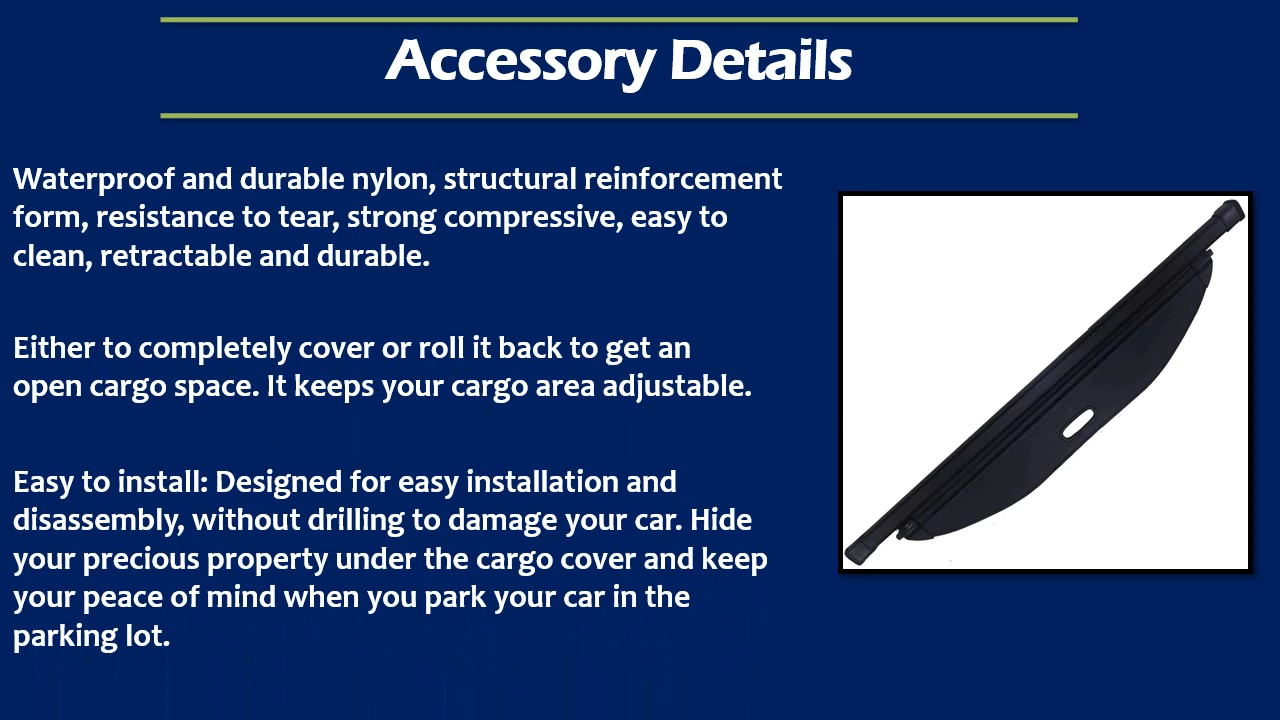 Accessory Details
Waterproof and durable nylon, structural reinforcement
form, resistance to tear, strong compressive, easy to
clean, retractable and durable.
Either to completely cover or roll it back to get an
open cargo space. It keeps your cargo area adjustable.
Easy to install: Designed for easy installation and
disassembly, without drilling to damage your car. Hide
your precious property under the cargo cover and keep
your peace of mind when you park your car in the
parking lot.